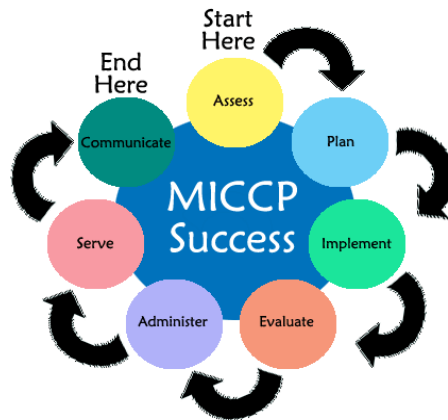 Start
Here
End
Here
Assess
Communicate
Plan
MICCP
Success
Serve
Implement
Administer
Evaluate